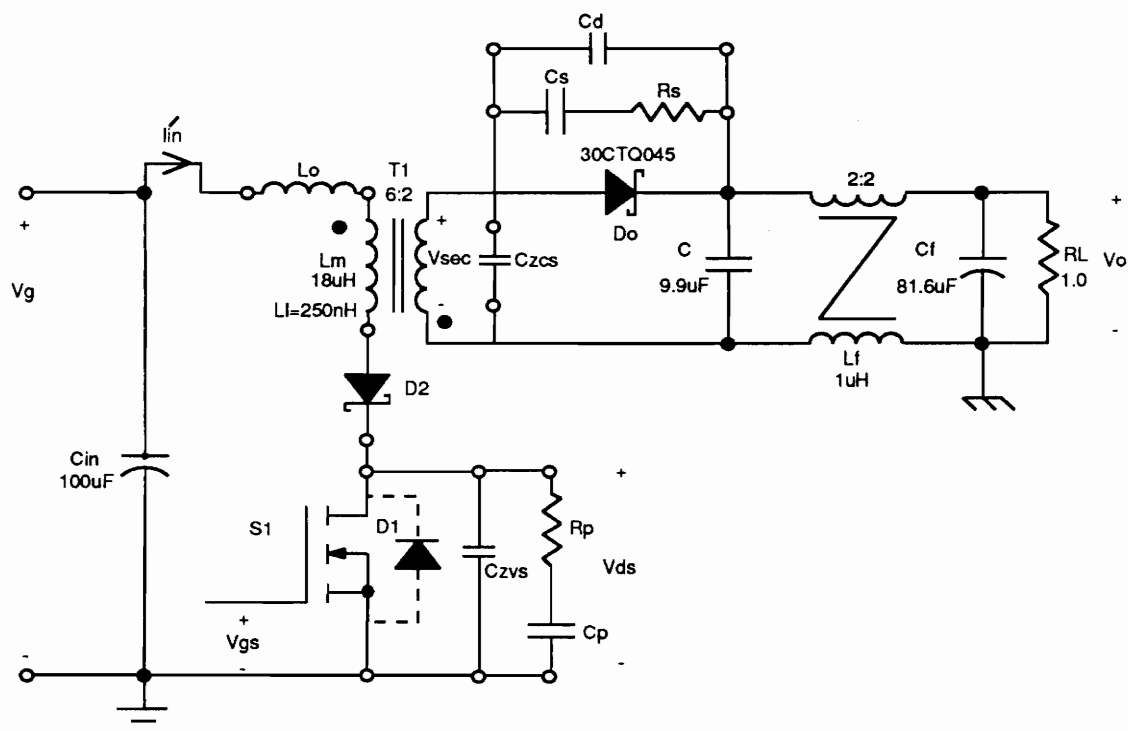 Cd
Cs
Rs
Iin
30CTQ045
Lo
T1
6:2
2:2
+
+
+
Do
Lm
18uH
Vsec
Czcs
C
9.9uF
Cf
81.6uF
RL
1.0
Vo
Vg
Ll=250nH
-
-
Lf
1uH
D2
Cin
100uF
+
S1
D1
Rp
Czvs
Vds
+
Vgs
-
Cp
-
-